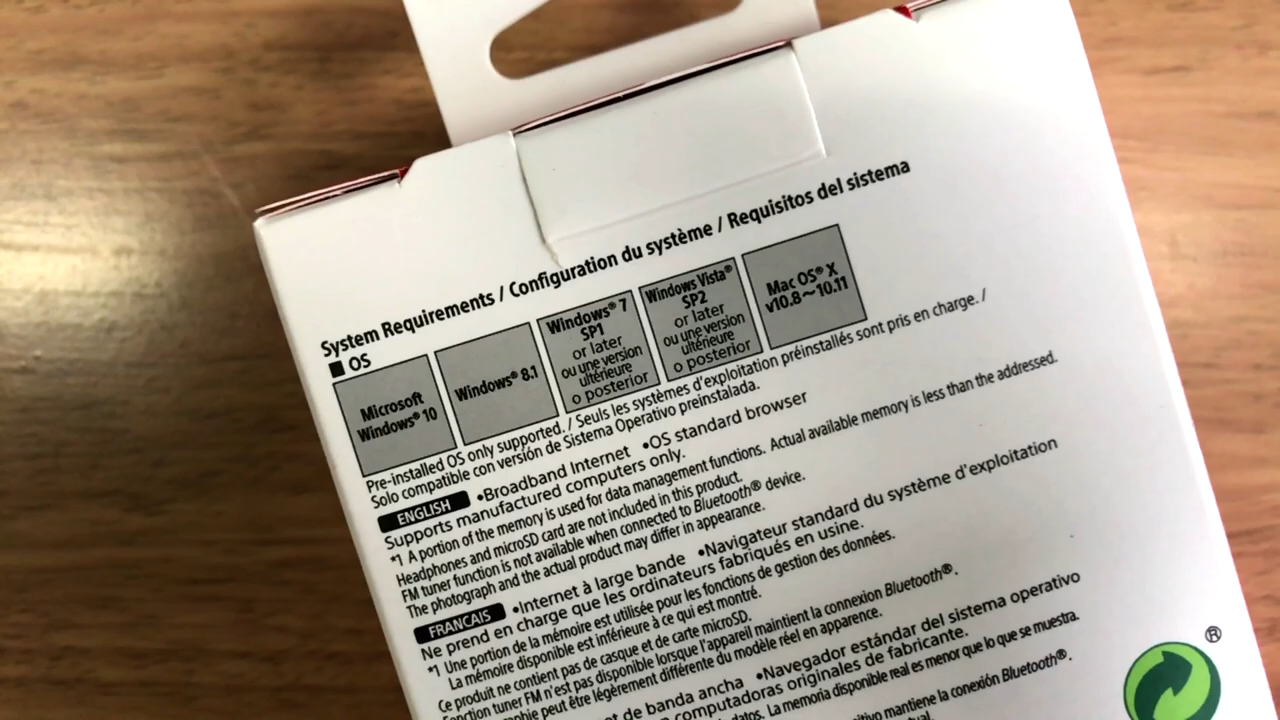 System Requirements / Configuration du système / Requisitos del sistema
■ OS
Microsoft
Windows® 10
Windows® 8.1
Windows® 7
SP1
or later
ou une version
ultérieure
o posterior
Windows Vista®
SP2
or later
ou une version
ultérieure
o posterior
Mac OS® X
v10.8～10.11
Pre-installed OS only supported. / Seuls les systèmes d'exploitation préinstallés sont pris en charge. /
Solo compatible con versión de Sistema Operativo preinstalada.
ENGLISH •Broadband Internet •OS standard browser
Supports manufactured computers only.
*1 A portion of the memory is used for data management functions. Actual available memory is less than the addressed.
Headphones and microSD card are not included in this product.
FM tuner function is not available when connected to Bluetooth® device.
The photograph and the actual product may differ in appearance.
FRANÇAIS •Internet à large bande •Navigateur standard du système d'exploitation
Ne prend en charge que les ordinateurs fabriqués en usine.
*1 Une portion de la mémoire est utilisée pour les fonctions de gestion des données.
La mémoire disponible est inférieure à ce qui est montré.
Ce produit ne contient pas de casque et de carte microSD.
Fonction tuner FM n'est pas disponible lorsque l'appareil maintient la connexion Bluetooth®.
peut être légèrement différente du modèle réel en apparence.
de banda ancha •Navegador estándar del sistema operativo
computadoras originales de fabricante.
datos. La memoria disponible real es menor que lo que se muestra.
mantiene la conexión Bluetooth®.
®